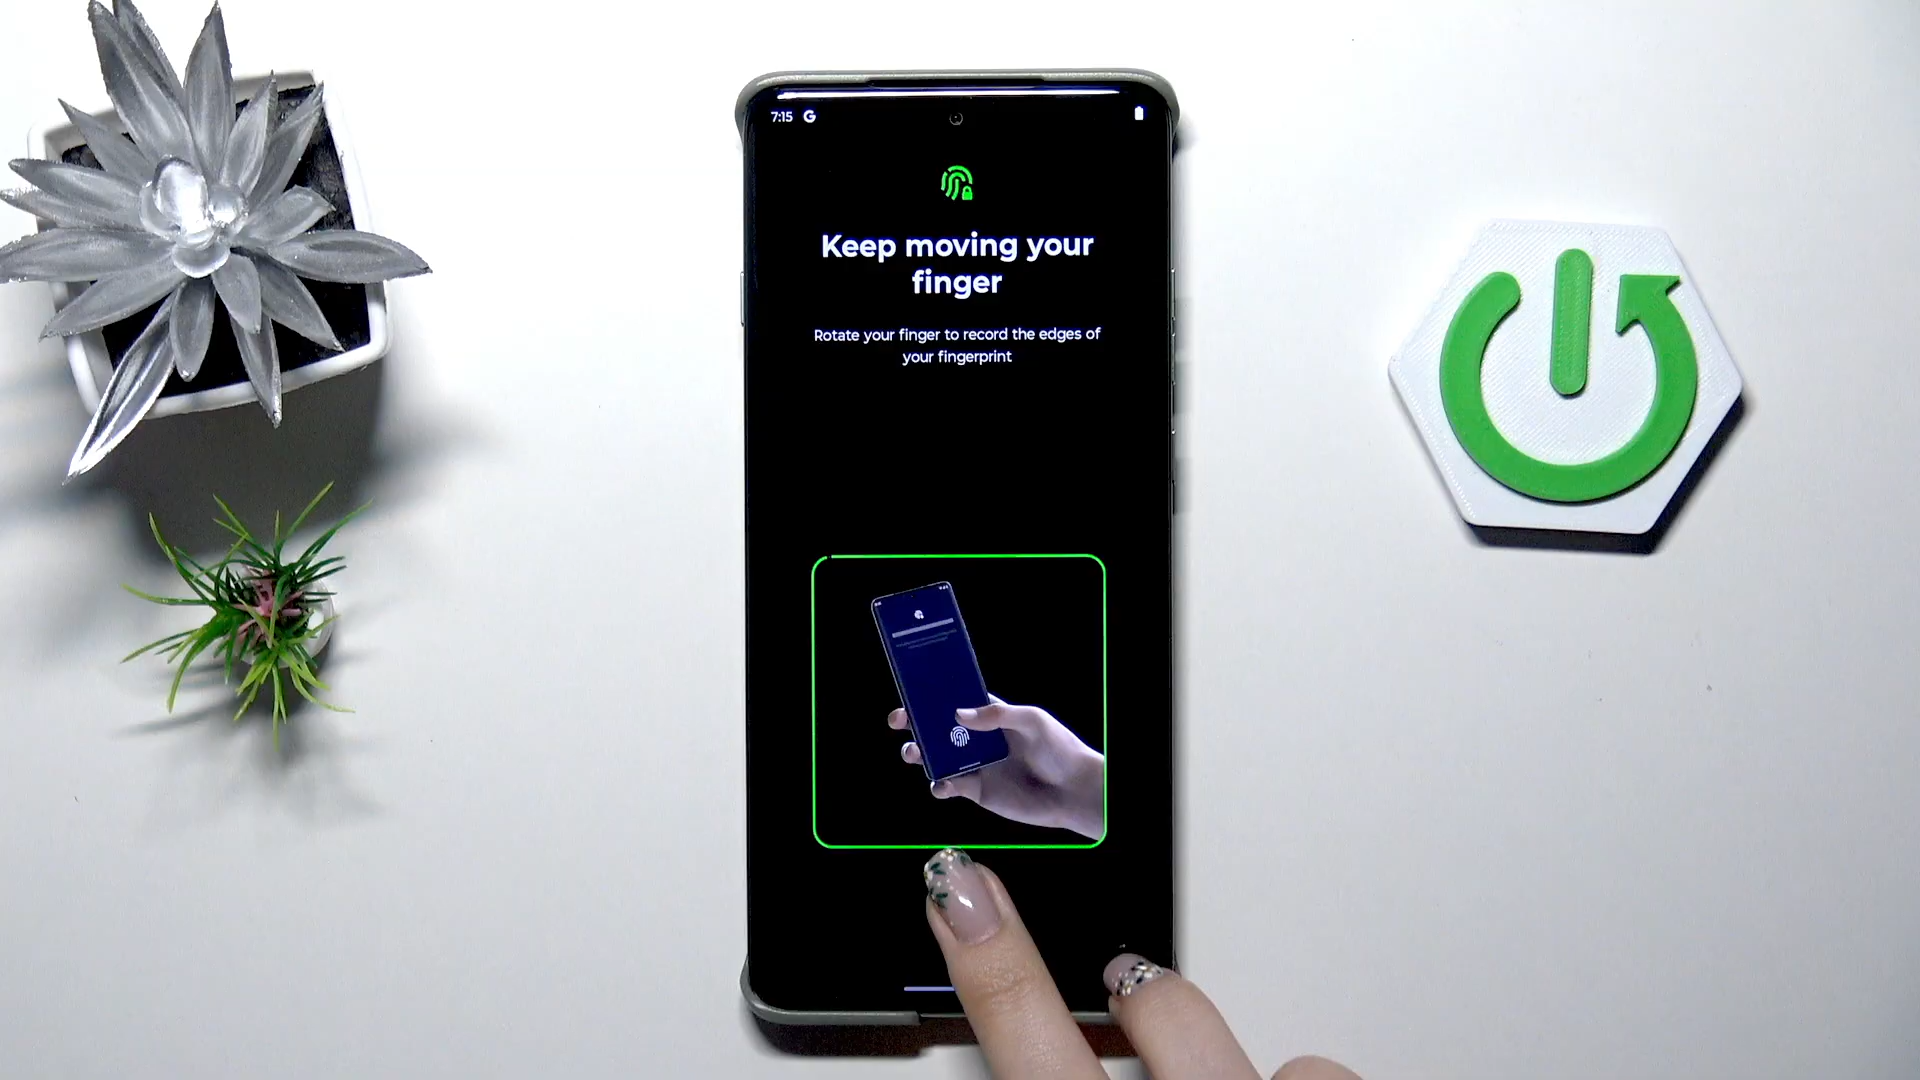 7:15 G
Keep moving your
finger
Rotate your finger to record the edges of
your fingerprint